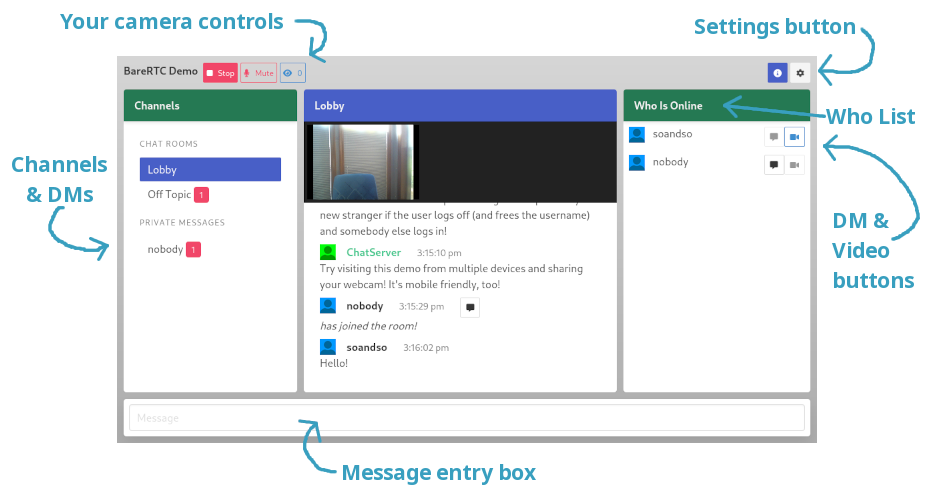 Your camera controls
Settings button
BareRTC Demo
Stop
Mute
0
Channels
Lobby
Who Is Online
Who List
CHAT ROOMS
Lobby
Off Topic 1
PRIVATE MESSAGES
nobody 1
Channels
& DMs
new stranger if the user logs off (and frees the username)
and somebody else logs in!
ChatServer 3:15:10 pm
Try visiting this demo from multiple devices and sharing
your webcam! It's mobile friendly, too!
nobody 3:15:29 pm
has joined the room!
soandso 3:16:02 pm
Hello!
soandso
nobody
DM &
Video
buttons
Message
Message entry box